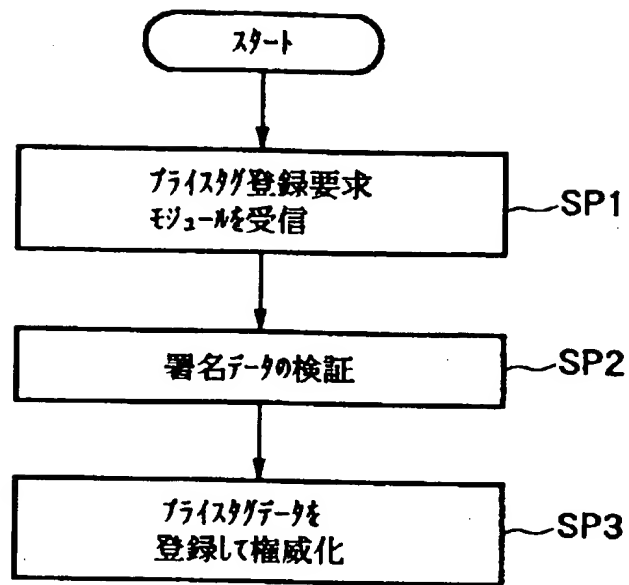 スタート
プライスタグ登録要求
モジュールを受信
SP1
署名データの検証
SP2
プライスタグデータを
登録して権威化
SP3